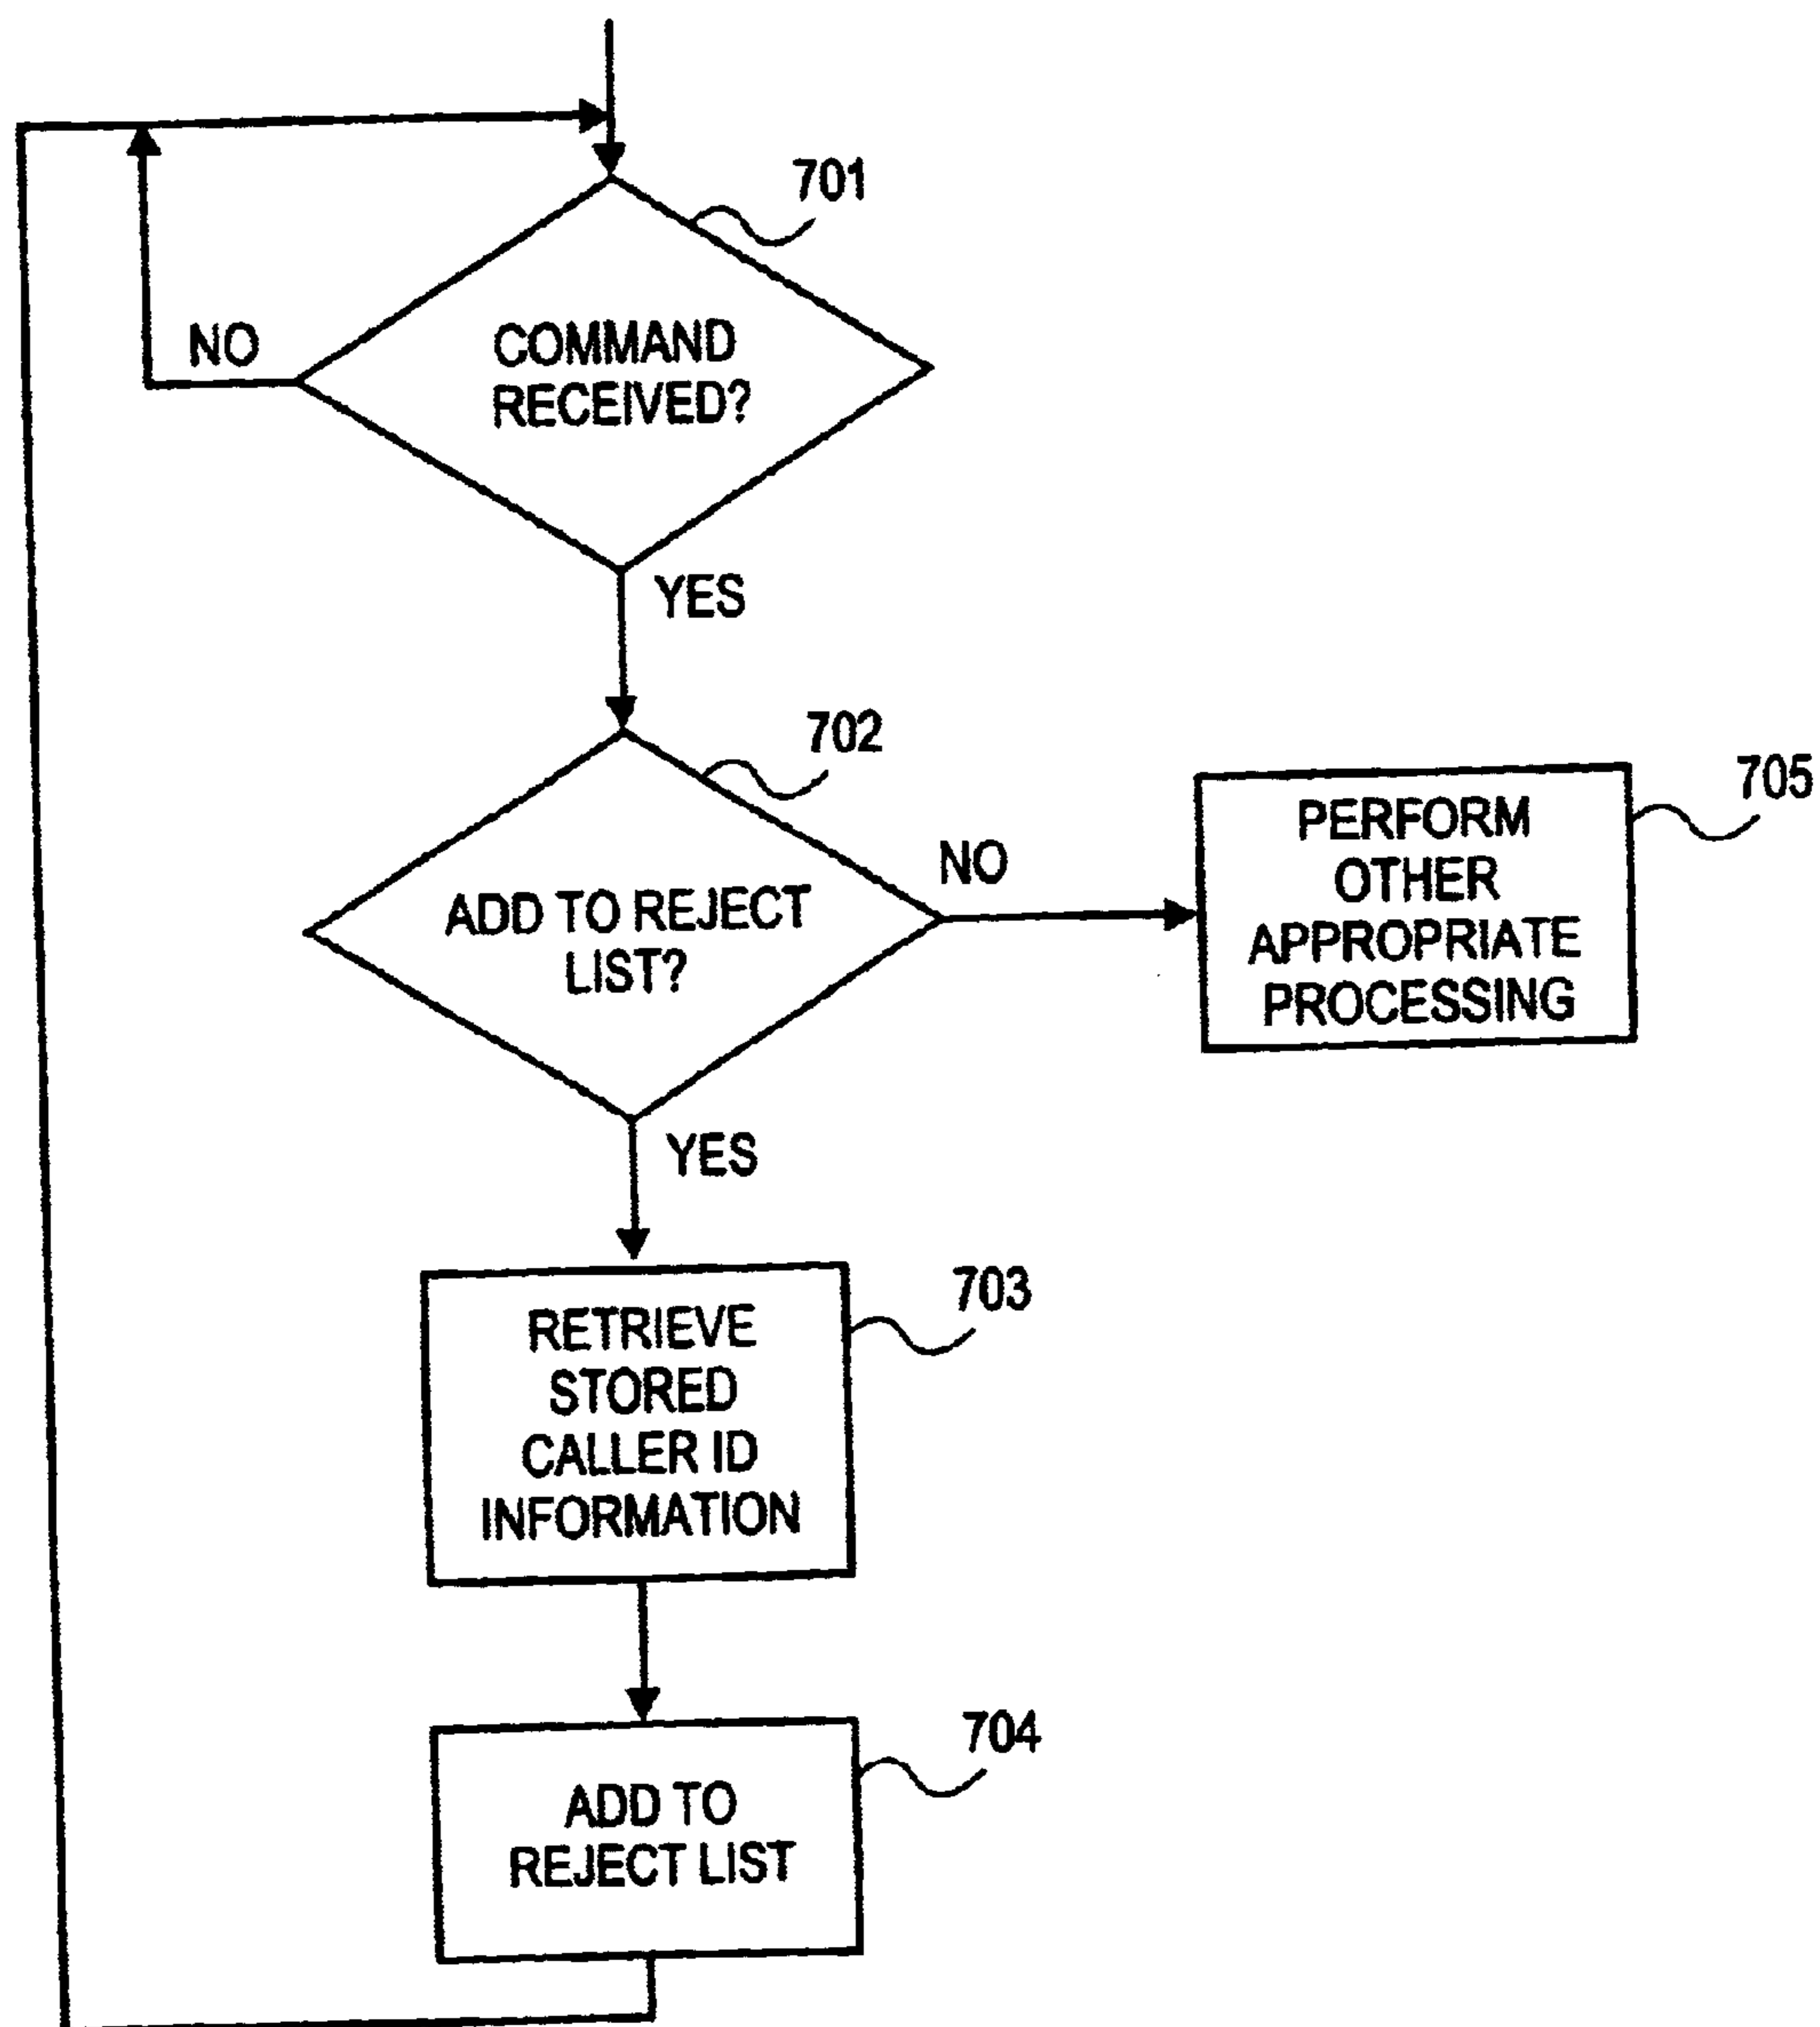 701
COMMAND
RECEIVED?
NO
YES
702
ADD TO REJECT
LIST?
NO
705
PERFORM
OTHER
APPROPRIATE
PROCESSING
YES
703
RETRIEVE
STORED
CALLER ID
INFORMATION
704
ADD TO
REJECT LIST